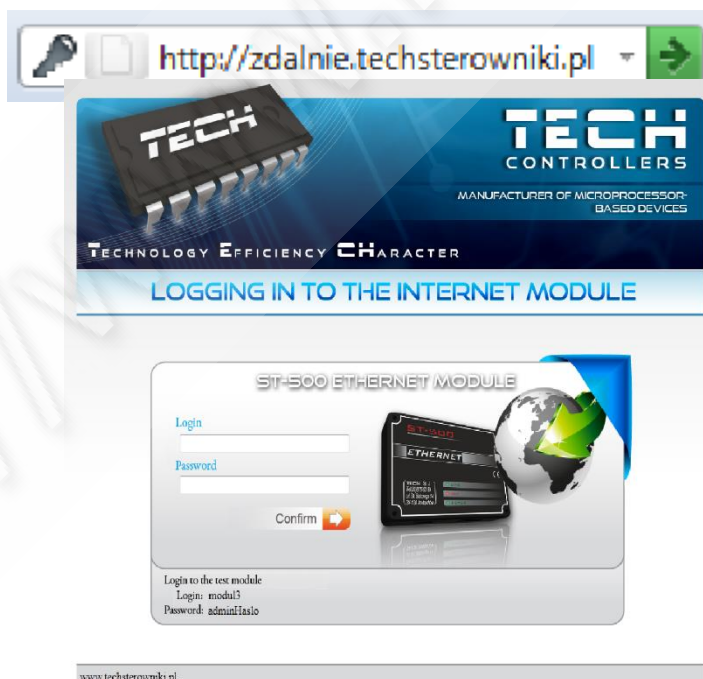 http://zdalnie.techsterowniki.pl
TECH
TECH
CONTROLLERS
MANUFACTURER OF MICROPROCESSOR-
BASED DEVICES
TECHNOLOGY EFFICIENCY CHARACTER
LOGGING IN TO THE INTERNET MODULE
ST-500 ETHERNET MODULE
Login
Password
ST-500
ETHERNET
Confirm
Login to the test module
Login: modul3
Password: adminHaslo
www.techsterowniki.pl